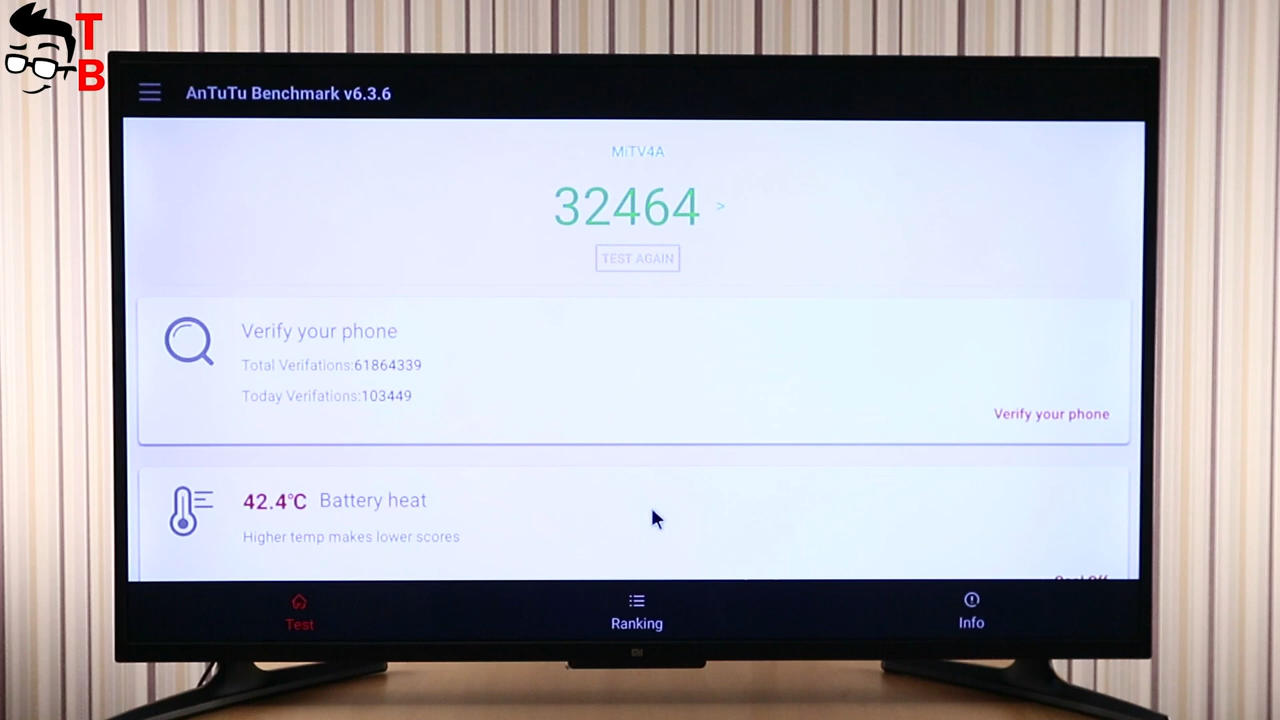 TB
AnTuTu Benchmark v6.3.6
MiTV4A
32464 >
TEST AGAIN
Verify your phone
Total Verifations:61864339
Today Verifations:103449
Verify your phone
42.4°C Battery heat
Higher temp makes lower scores
Test
Ranking
Info